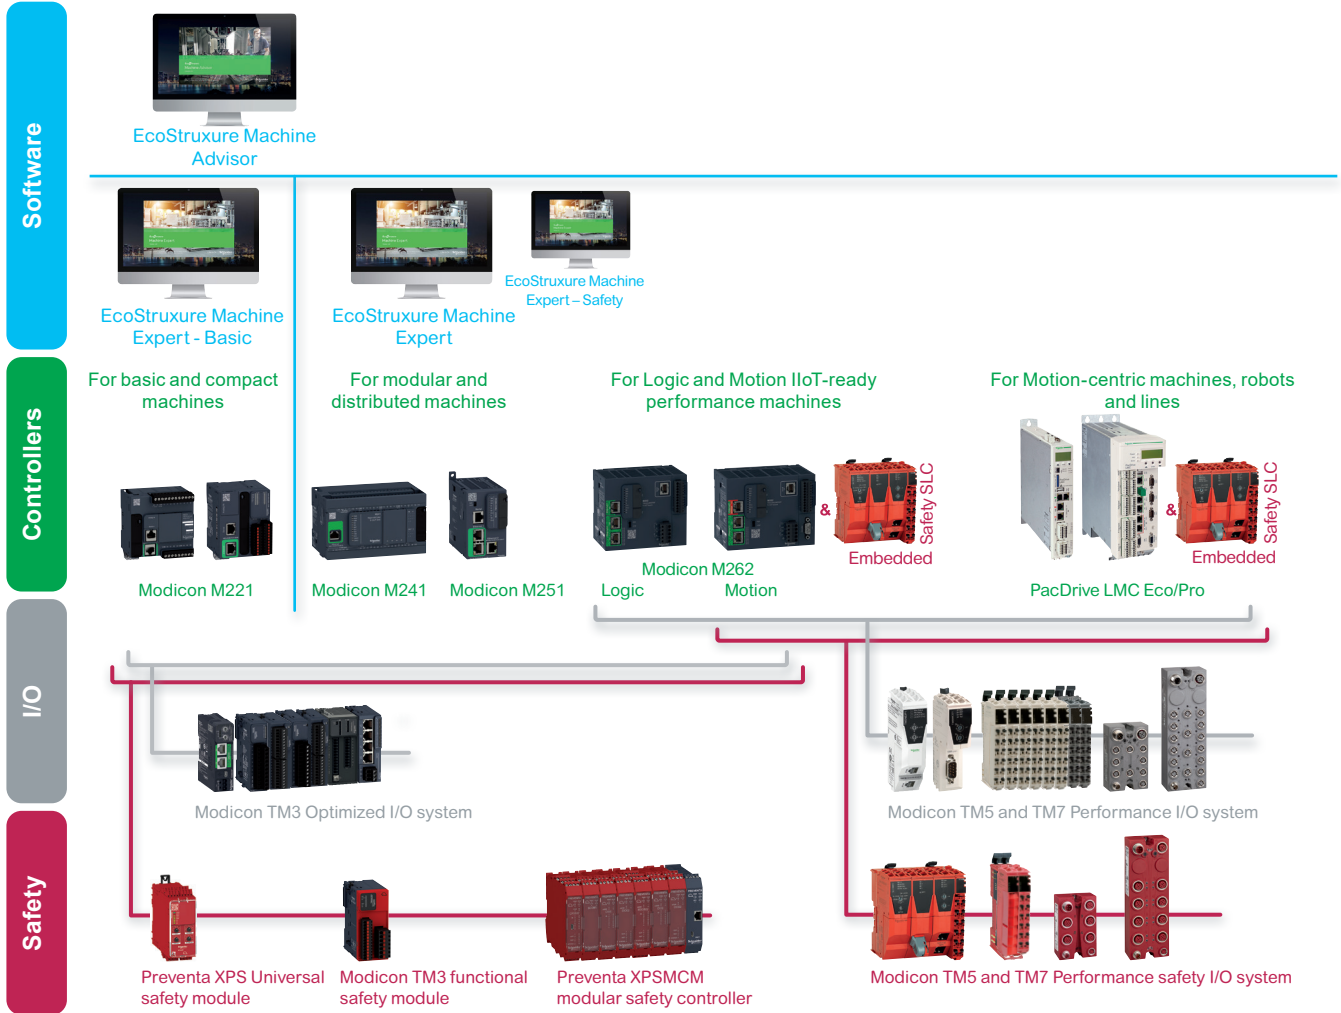 Software
EcoStruxure Machine
Advisor
EcoStruxure Machine
Expert - Basic
EcoStruxure Machine
Expert
EcoStruxure Machine
Expert – Safety
Controllers
For basic and compact
machines
For modular and
distributed machines
For Logic and Motion IIoT-ready
performance machines
For Motion-centric machines, robots
and lines
&
Safety SLC
Embedded
&
Safety SLC
Embedded
Modicon M221
Modicon M241
Modicon M251
Modicon M262
Logic
Motion
PacDrive LMC Eco/Pro
I/O
Modicon TM3 Optimized I/O system
Modicon TM5 and TM7 Performance I/O system
Safety
Preventa XPS Universal
safety module
Modicon TM3 functional
safety module
Preventa XPSMCM
modular safety controller
Modicon TM5 and TM7 Performance safety I/O system